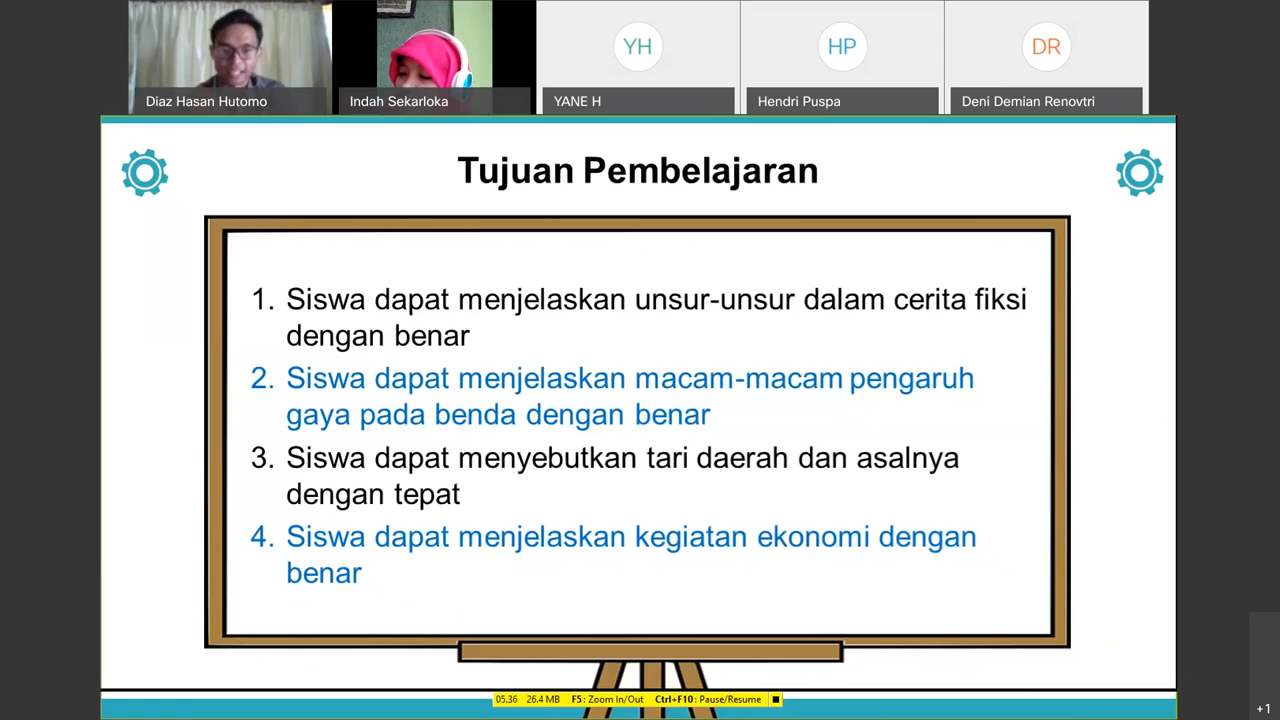 YH
HP
DR
Diaz Hasan Hutomo
Indah Sekarloka
YANE H
Hendri Puspa
Deni Demian Renovtri
Tujuan Pembelajaran
1. Siswa dapat menjelaskan unsur-unsur dalam cerita fiksi
dengan benar
2. Siswa dapat menjelaskan macam-macam pengaruh
gaya pada benda dengan benar
3. Siswa dapat menyebutkan tari daerah dan asalnya
dengan tepat
4. Siswa dapat menjelaskan kegiatan ekonomi dengan
benar
05.36 26.4 MB F5: Zoom In/Out Ctrl+F10: Pause/Resume
+1